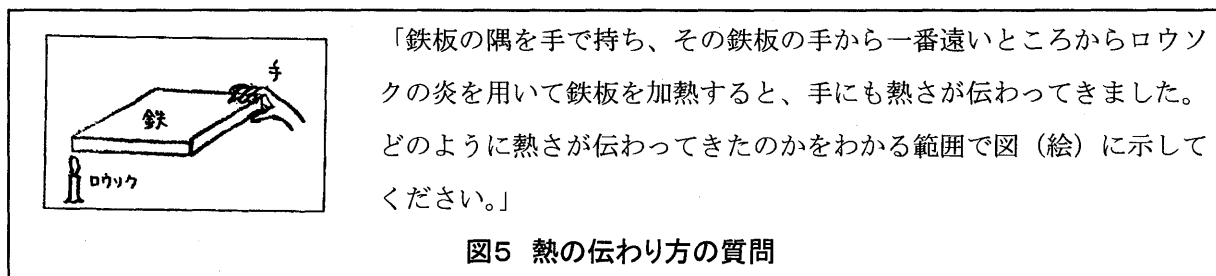 手
鉄
ロウソク
「鉄板の隅を手で持ち、その鉄板の手から一番遠いところからロウソ
クの炎を用いて鉄板を加熱すると、手にも熱さが伝わってきました。
どのように熱さが伝わってきたのかをわかる範囲で図（絵）に示して
ください。」
図5 熱の伝わり方の質問